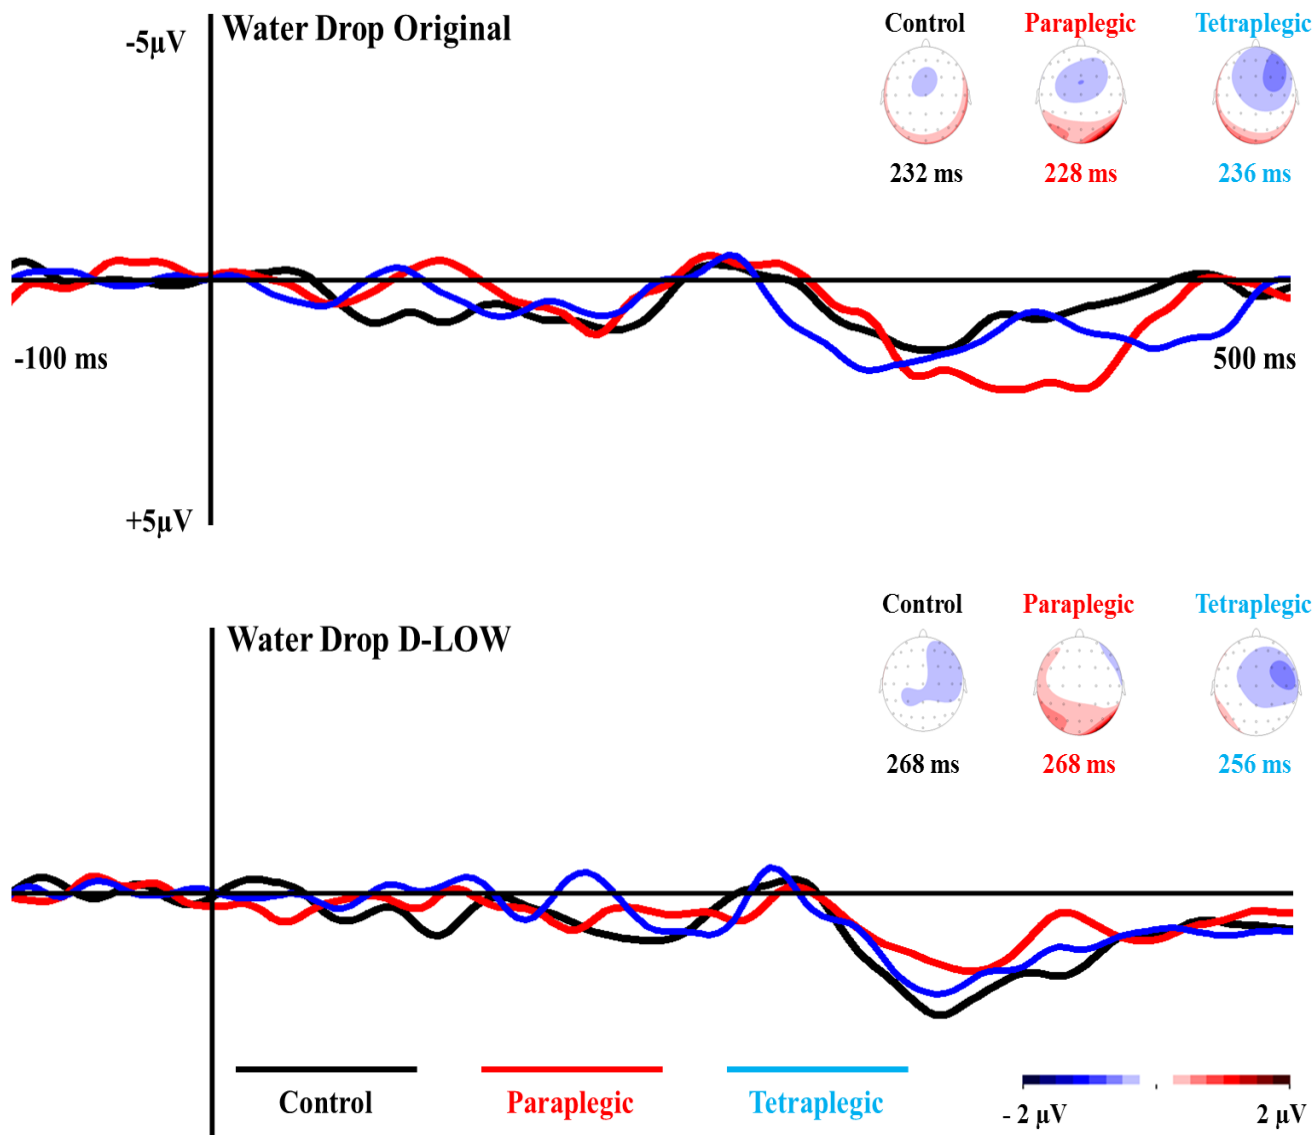 -5μV
Water Drop Original
Control
Paraplegic
Tetraplegic
232 ms
228 ms
236 ms
-100 ms
500 ms
+5μV
Control
Paraplegic
Tetraplegic
Water Drop D-LOW
268 ms
268 ms
256 ms
Control
Paraplegic
Tetraplegic
- 2 μV
2 μV